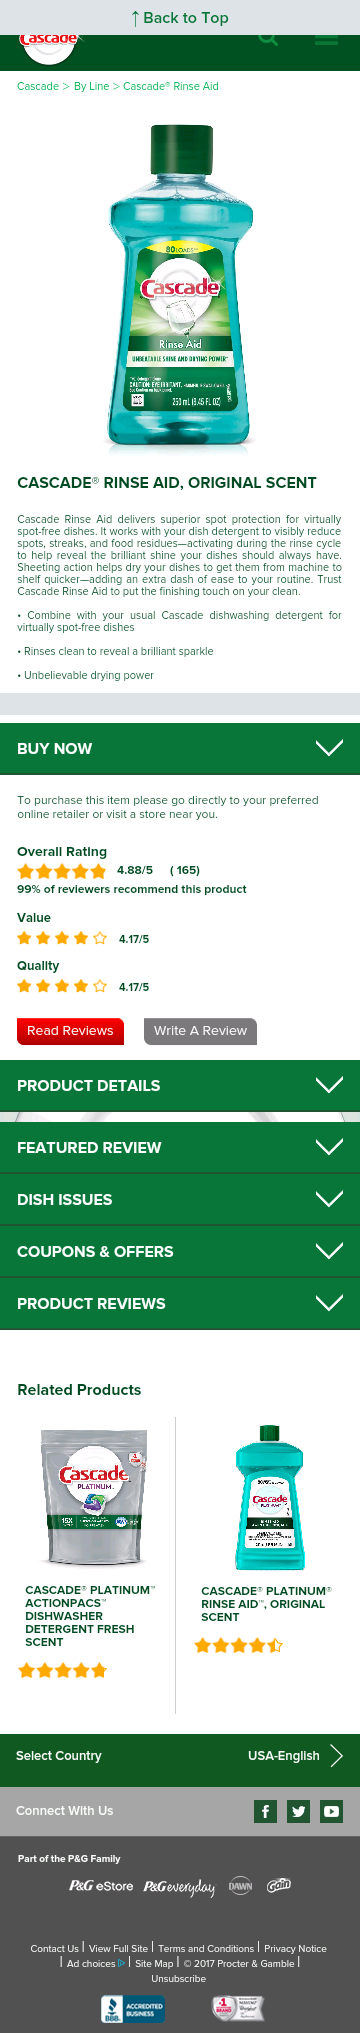 ↑ Back to Top
Cascade
Cascade > By Line > Cascade® Rinse Aid
80 LOADS
Cascade
Rinse Aid
UNBEATABLE SHINE AND DRYING POWER
CAUTION: EYE IRRITANT.
250 mL (8.45 FL OZ)
CASCADE® RINSE AID, ORIGINAL SCENT
Cascade Rinse Aid delivers superior spot protection for virtually
spot-free dishes. It works with your dish detergent to visibly reduce
spots, streaks, and food residues—activating during the rinse cycle
to help reveal the brilliant shine your dishes should always have.
Sheeting action helps dry your dishes to get them from machine to
shelf quicker—adding an extra dash of ease to your routine. Trust
Cascade Rinse Aid to put the finishing touch on your clean.
• Combine with your usual Cascade dishwashing detergent for
virtually spot-free dishes
• Rinses clean to reveal a brilliant sparkle
• Unbelievable drying power
BUY NOW
To purchase this item please go directly to your preferred
online retailer or visit a store near you.
Overall Rating
4.88/5 ( 165)
99% of reviewers recommend this product
Value
4.17/5
Quality
4.17/5
Read Reviews Write A Review
PRODUCT DETAILS
FEATURED REVIEW
DISH ISSUES
COUPONS & OFFERS
PRODUCT REVIEWS
Related Products
Cascade
PLATINUM
15X
Cascade
PLATINUM
CASCADE® PLATINUM™
ACTIONPACS™
DISHWASHER
DETERGENT FRESH
SCENT
CASCADE® PLATINUM®
RINSE AID™, ORIGINAL
SCENT
Select Country USA-English
Connect With Us
Part of the P&G Family
P&G eStore P&G everyday DAWN Gain
Contact Us | View Full Site | Terms and Conditions | Privacy Notice
| Ad choices | Site Map | © 2017 Procter & Gamble |
Unsubscribe
BBB ACCREDITED BUSINESS
#1 BRAND